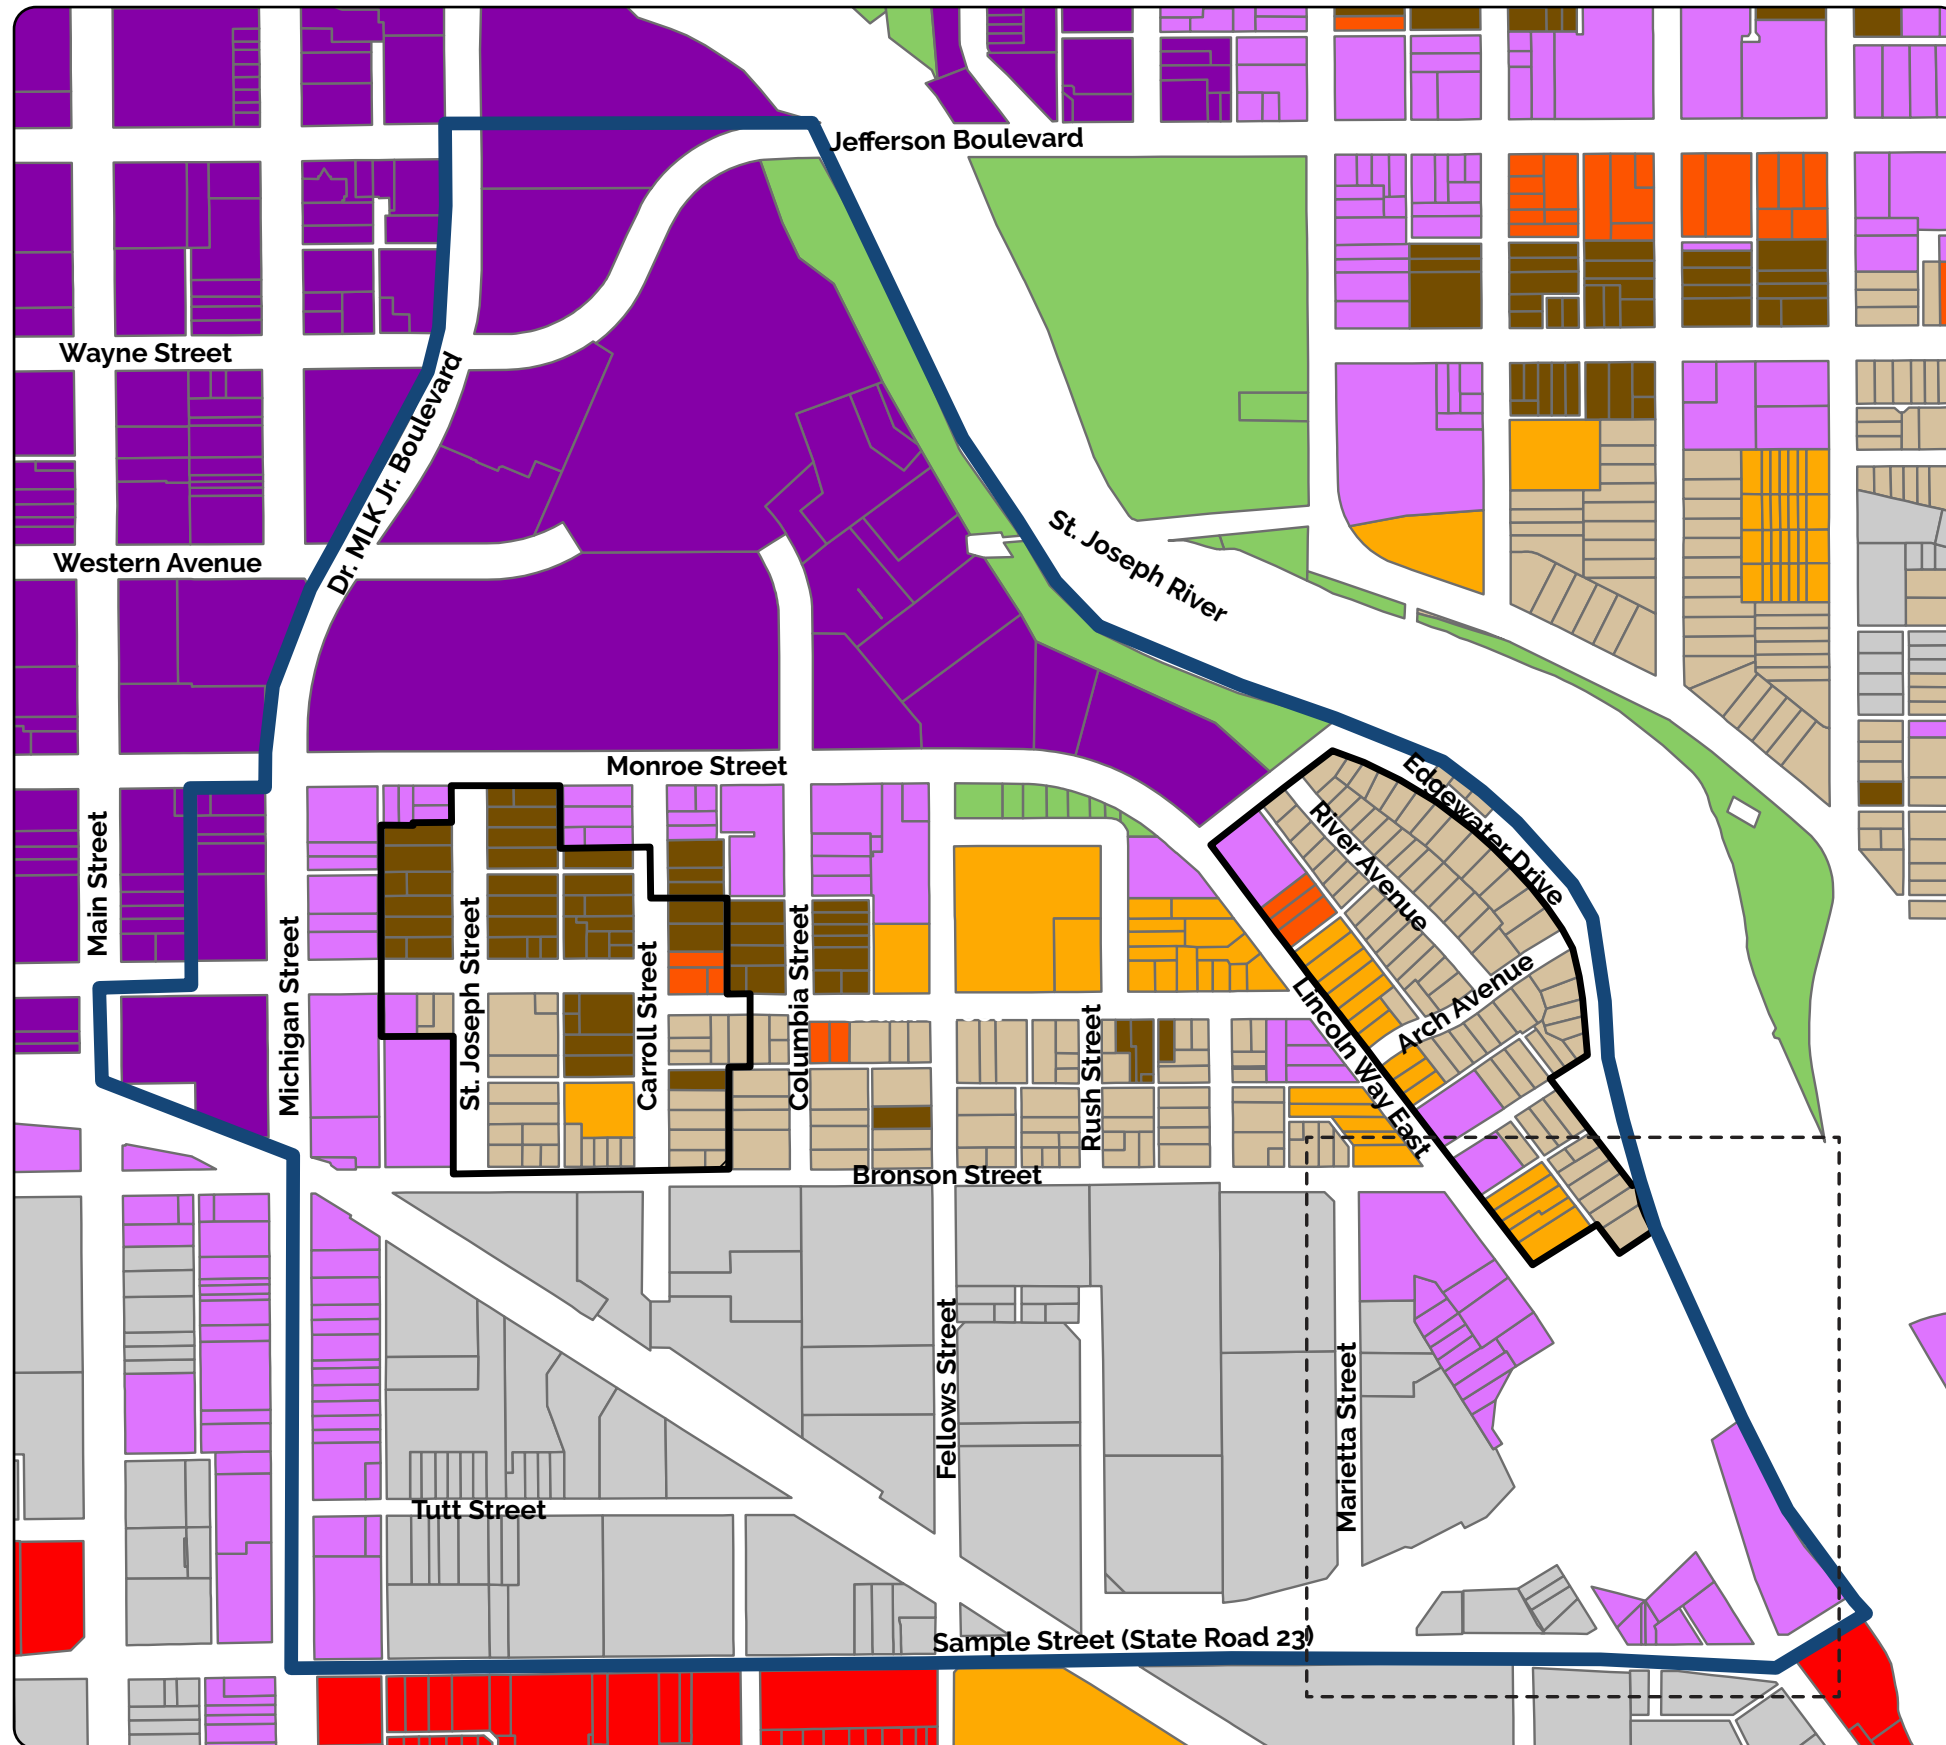 Jefferson Boulevard
Wayne Street
Dr. MLK Jr. Boulevard
Western Avenue
St. Joseph River
Monroe Street
Edgewater Drive
River Avenue
Main Street
Michigan Street
St. Joseph Street
Carroll Street
Columbia Street
Rush Street
Arch Avenue
Lincoln Way East
Bronson Street
Fellows Street
Marietta Street
Tutt Street
Sample Street (State Road 23)